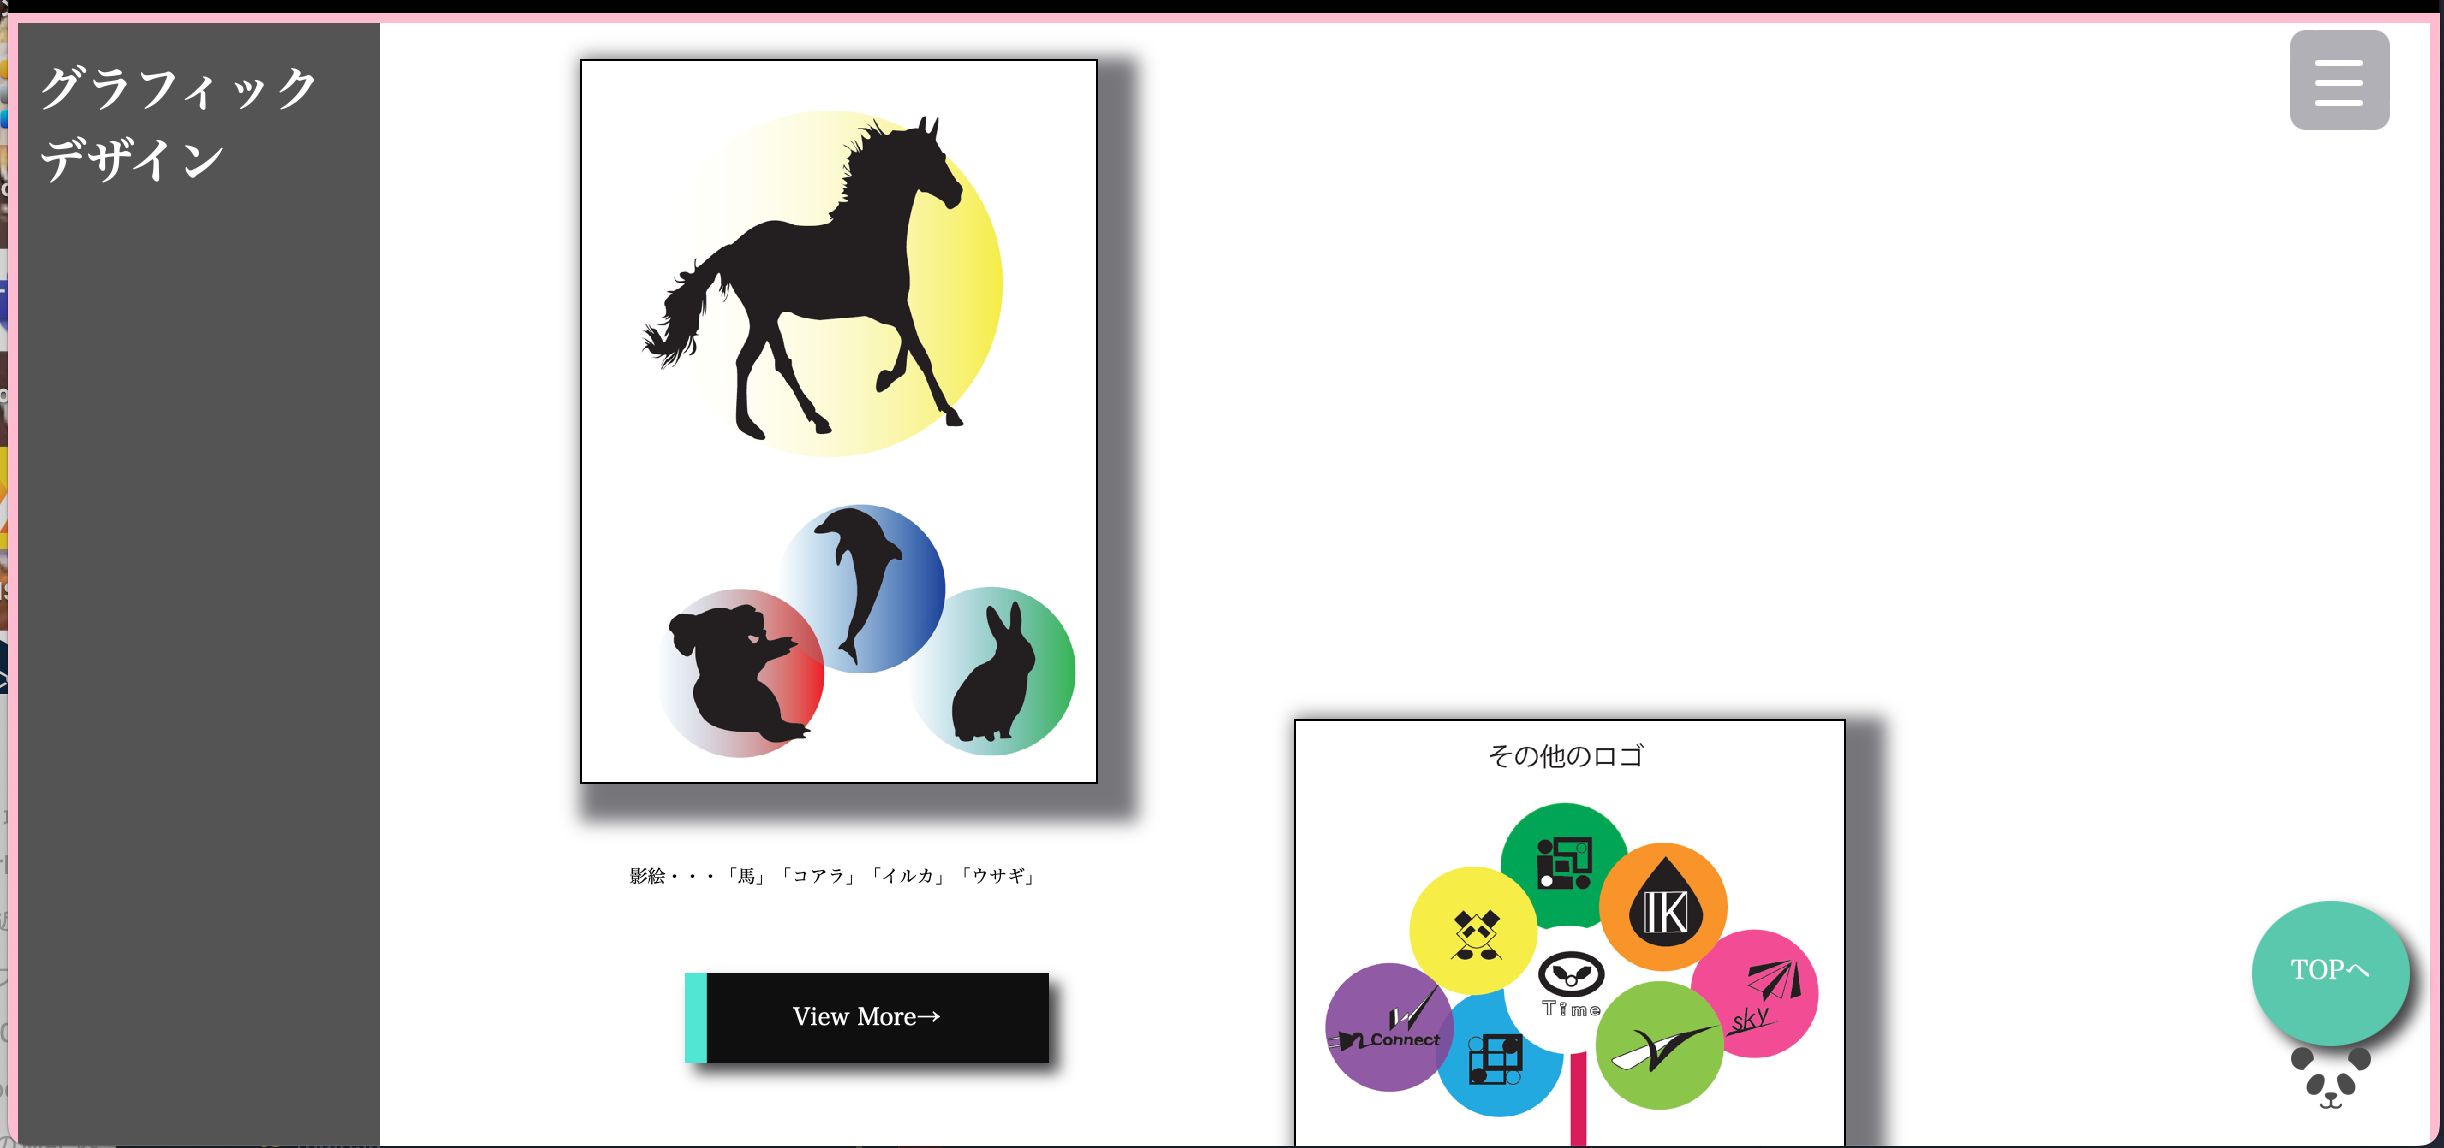 グラフィック
デザイン
影絵・・・「馬」「コアラ」「イルカ」「ウサギ」
View More→
その他のロゴ
IK
Time
sky
Connect
TOPへ